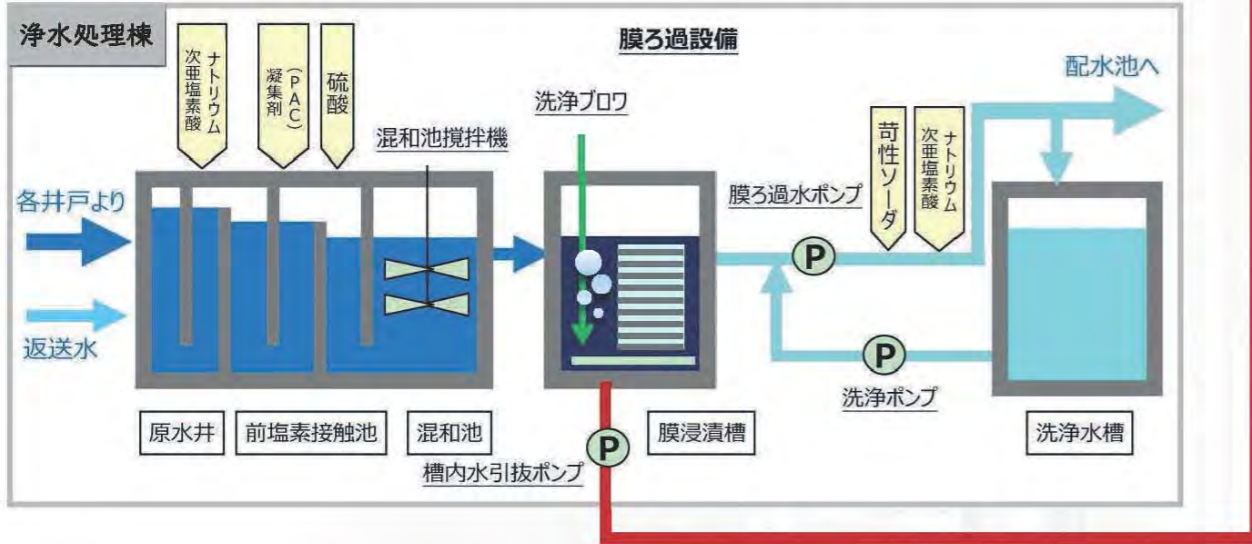 浄水処理棟
次亜塩素酸
ナトリウム
凝集剤
(PAC)
硫酸
膜ろ過設備
配水池へ
洗浄ブロワ
混和池撹拌機
苛性ソーダ
次亜塩素酸
ナトリウム
各井戸より
膜ろ過水ポンプ
P
返送水
P
洗浄ポンプ
原水井
前塩素接触池
混和池
P
膜浸漬槽
洗浄水槽
槽内水引抜ポンプ